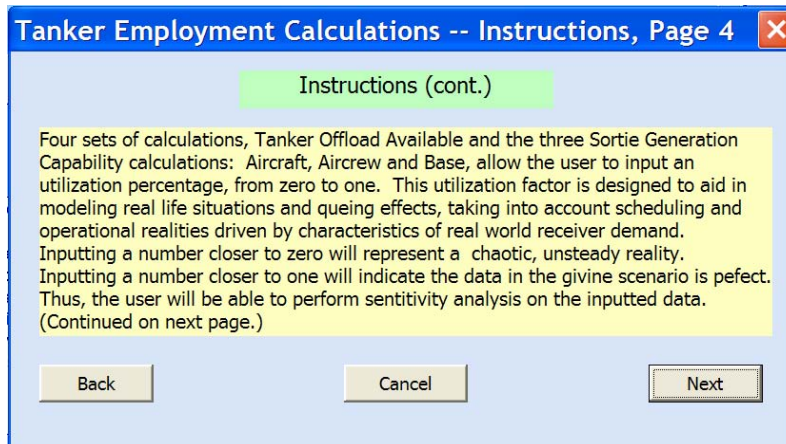 Tanker Employment Calculations -- Instructions, Page 4
Instructions (cont.)
Four sets of calculations, Tanker Offload Available and the three Sortie Generation
Capability calculations: Aircraft, Aircrew and Base, allow the user to input an
utilization percentage, from zero to one. This utilization factor is designed to aid in
modeling real life situations and queing effects, taking into account scheduling and
operational realities driven by characteristics of real world receiver demand.
Inputting a number closer to zero will represent a chaotic, unsteady reality.
Inputting a number closer to one will indicate the data in the givine scenario is pefect.
Thus, the user will be able to perform sentitivity analysis on the inputted data.
(Continued on next page.)
Back
Cancel
Next